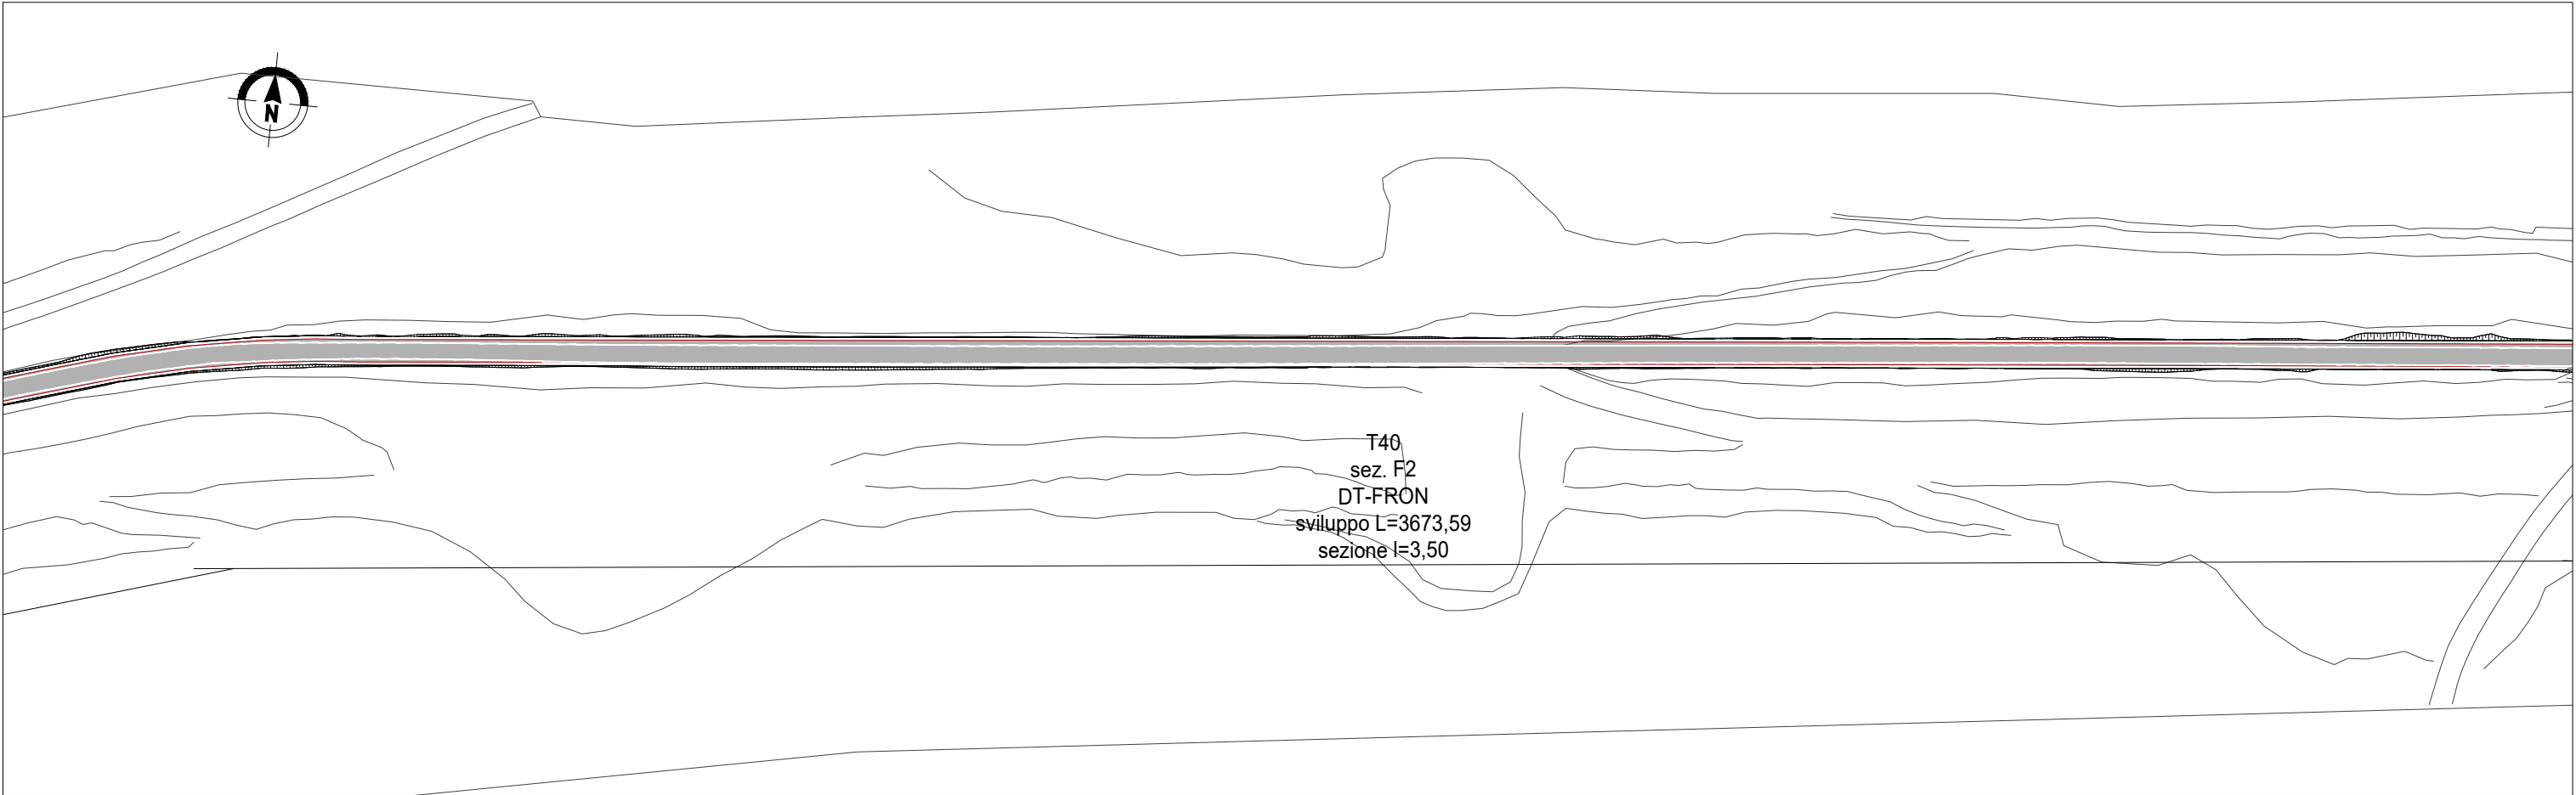 N
T40
sez. F2
DT-FRON
sviluppo L=3673,59
sezione l=3,50